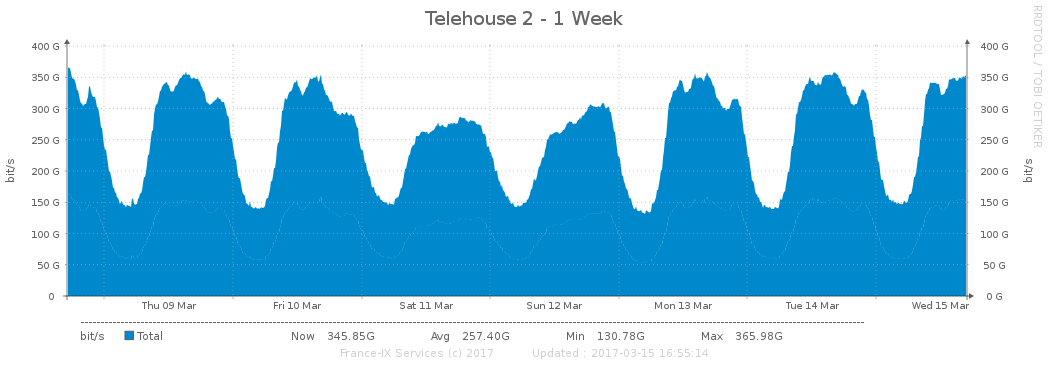 Telehouse 2 - 1 Week
RRDTOOL / TOBI OETIKER
400 G 400 G
350 G 350 G
300 G 300 G
250 G 250 G
200 G 200 G
150 G 150 G
100 G 100 G
50 G 50 G
0 0 G
bit/s bit/s
Thu 09 Mar Fri 10 Mar Sat 11 Mar Sun 12 Mar Mon 13 Mar Tue 14 Mar Wed 15 Mar
bit/s Total Now 345.85G Avg 257.40G Min 130.78G Max 365.98G
France-IX Services (c) 2017 Updated : 2017-03-15 16:55:14